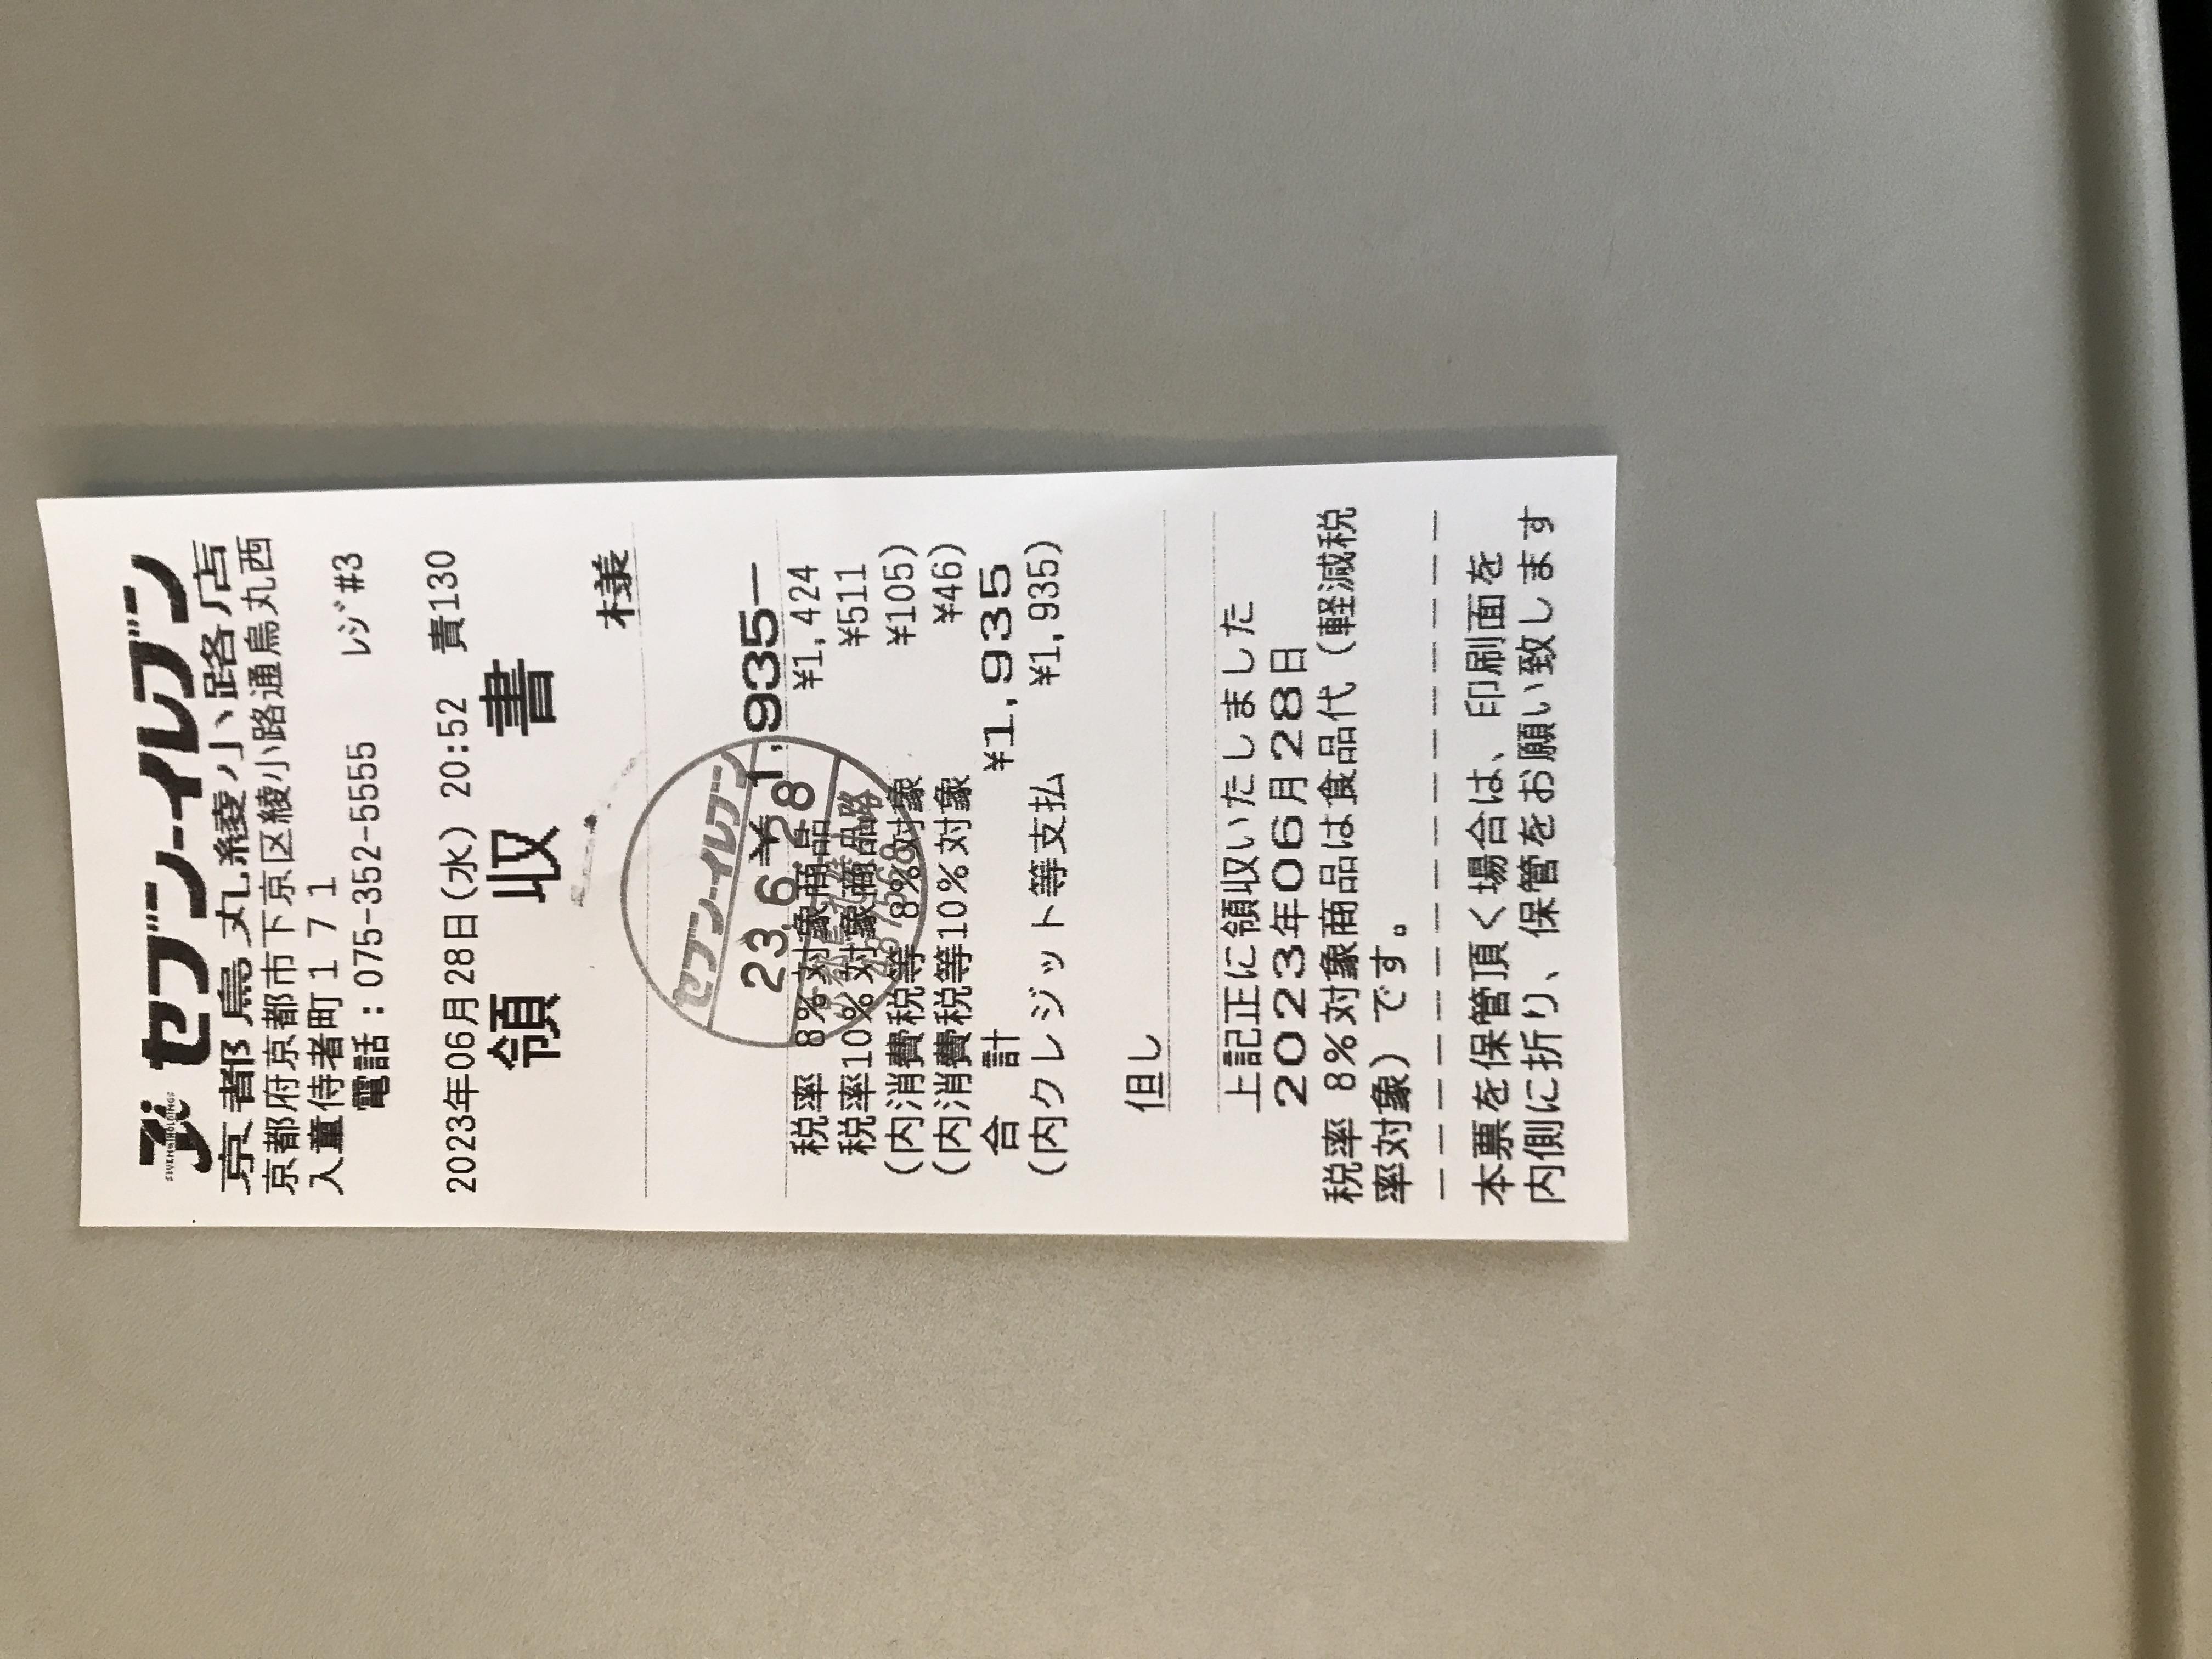 SEVEN & i HOLDINGS
セブン-イレブン
京都烏丸綾小路店
京都府京都市下京区綾小路通烏丸西
入童侍者町171
電話：075-352-5555 レジ#3
2023年06月28日(水) 20:52 責130
領 収 書
様
¥1,935－
税率 8%対象商品 ¥1,424
税率10%対象商品 ¥511
(内消費税等 8%対象 ¥105)
(内消費税等10%対象 ¥46)
合 計 ¥1,935
(内クレジット等支払 ¥1,935)
セブン-イレブン
23.6.28
但し
上記正に領収いたしました
2023年06月28日
税率 8%対象商品は食品代（軽減税
率対象）です。
本票を保管頂く場合は、印刷面を
内側に折り、保管をお願い致します